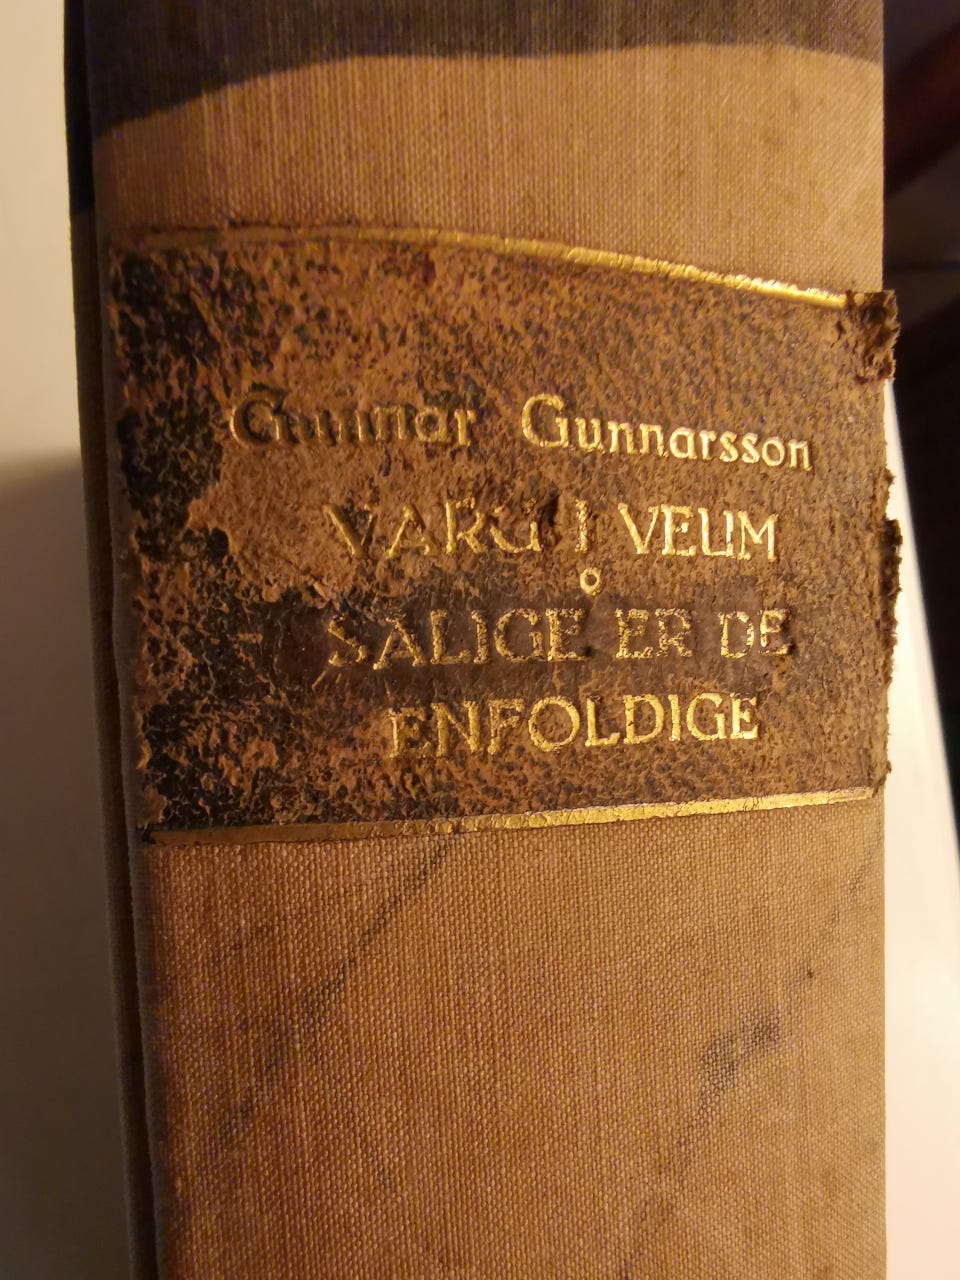 Gunnar Gunnarsson
VARG I VEUM
SALIGE ER DE
ENFOLDIGE